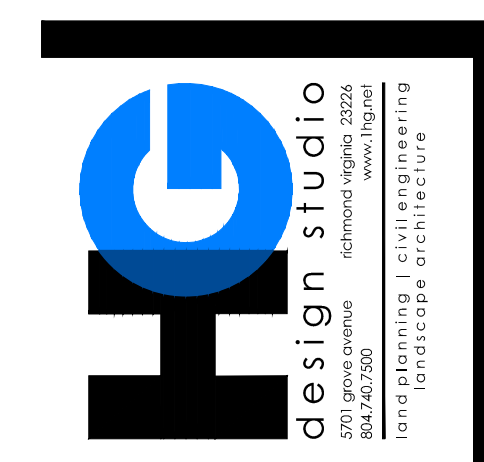 HG
design studio
5701 grove avenue richmond virginia 23226
804.740.7500 www.1hg.net
land planning | civil engineering
landscape architecture